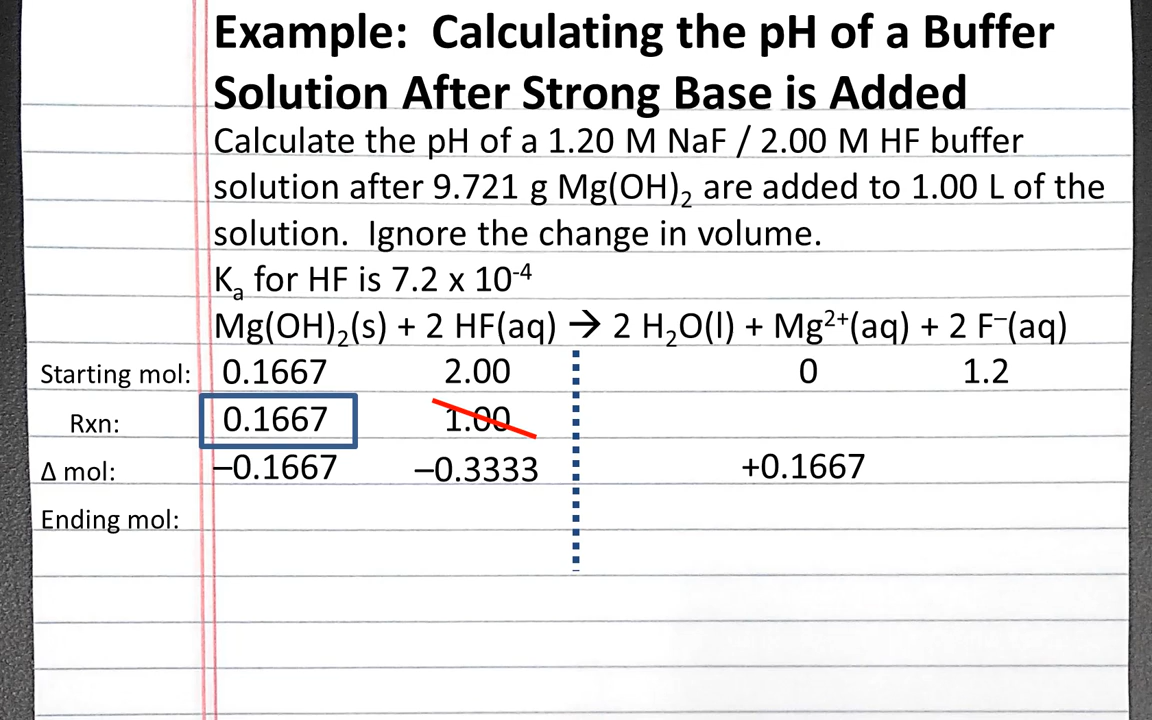 Example: Calculating the pH of a Buffer
Solution After Strong Base is Added
Calculate the pH of a 1.20 M NaF / 2.00 M HF buffer
solution after 9.721 g Mg(OH)₂ are added to 1.00 L of the
solution. Ignore the change in volume.
Kₐ for HF is 7.2 x 10⁻⁴
Mg(OH)₂(s) + 2 HF(aq) → 2 H₂O(l) + Mg²⁺(aq) + 2 F⁻(aq)
Starting mol: 0.1667 2.00 0 1.2
Rxn: 0.1667 1.00
Δ mol: –0.1667 –0.3333 +0.1667
Ending mol: